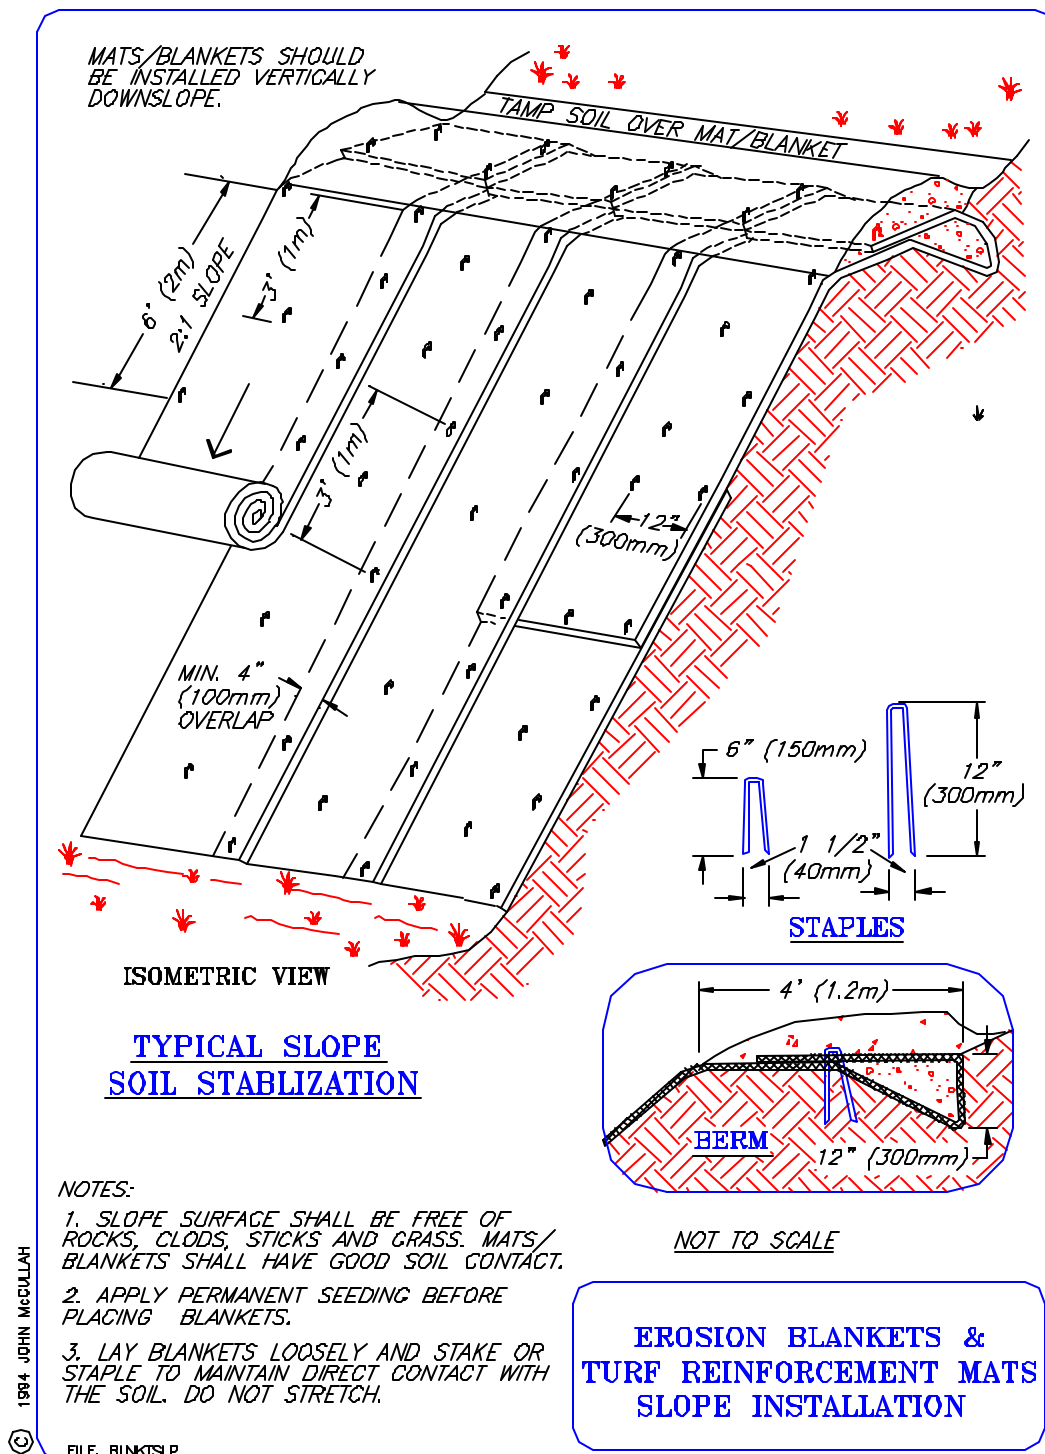 MATS/BLANKETS SHOULD
BE INSTALLED VERTICALLY
DOWNSLOPE.
TAMP SOIL OVER MAT/BLANKET
6' (2m)
2:1 SLOPE
3' (1m)
3' (1m)
12"
(300mm)
MIN. 4"
(100mm)
OVERLAP
6" (150mm)
12"
(300mm)
1 1/2"
(40mm)
STAPLES
ISOMETRIC VIEW
TYPICAL SLOPE
SOIL STABLIZATION
4' (1.2m)
BERM
12" (300mm)
NOT TO SCALE
NOTES:
1. SLOPE SURFACE SHALL BE FREE OF
ROCKS, CLODS, STICKS AND GRASS. MATS/
BLANKETS SHALL HAVE GOOD SOIL CONTACT.
2. APPLY PERMANENT SEEDING BEFORE
PLACING BLANKETS.
3. LAY BLANKETS LOOSELY AND STAKE OR
STAPLE TO MAINTAIN DIRECT CONTACT WITH
THE SOIL. DO NOT STRETCH.
EROSION BLANKETS &
TURF REINFORCEMENT MATS
SLOPE INSTALLATION
© 1994 JOHN McCULLAH
FILE: